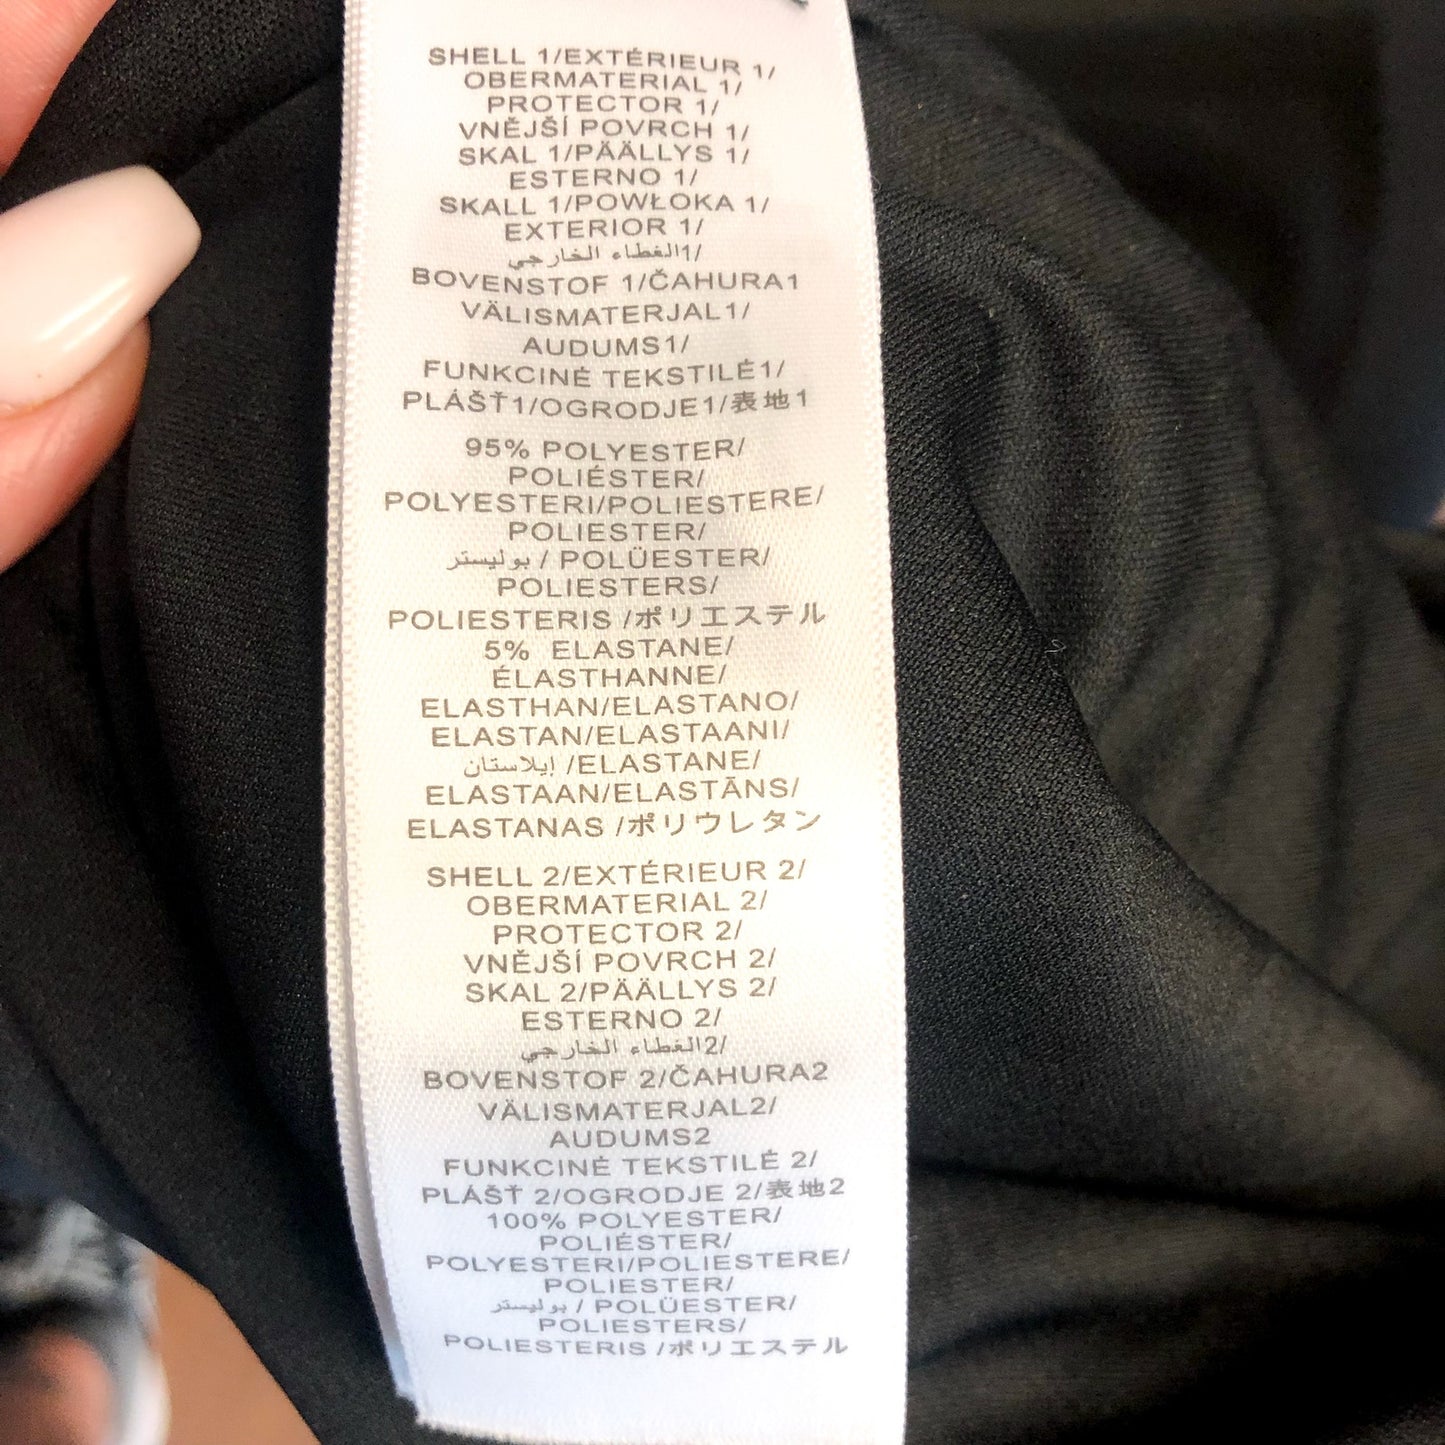 SHELL 1/EXTÉRIEUR 1/
OBERMATERIAL 1/
PROTECTOR 1/
VNĚJŠÍ POVRCH 1/
SKAL 1/PÄÄLLYS 1/
ESTERNO 1/
SKALL 1/POWŁOKA 1/
EXTERIOR 1/
الغطاء الخارجي1/
BOVENSTOF 1/ČAHURA1
VÄLISMATERJAL1/
AUDUMS1/
FUNKCINĖ TEKSTILĖ1/
PLÁŠŤ1/OGRODJE1/表地1
95% POLYESTER/
POLIÉSTER/
POLYESTERI/POLIESTERE/
POLIESTER/
بوليستر / POLÜESTER/
POLIESTERS/
POLIESTERIS /ポリエステル
5% ELASTANE/
ÉLASTHANNE/
ELASTHAN/ELASTANO/
ELASTAN/ELASTAANI/
إيلاستان /ELASTANE/
ELASTAAN/ELASTĀNS/
ELASTANAS /ポリウレタン
SHELL 2/EXTÉRIEUR 2/
OBERMATERIAL 2/
PROTECTOR 2/
VNĚJŠÍ POVRCH 2/
SKAL 2/PÄÄLLYS 2/
ESTERNO 2/
الغطاء الخارجي2/
BOVENSTOF 2/ČAHURA2
VÄLISMATERJAL2/
AUDUMS2
FUNKCINĖ TEKSTILĖ 2/
PLÁŠŤ 2/OGRODJE 2/表地2
100% POLYESTER/
POLIÉSTER/
POLYESTERI/POLIESTERE/
POLIESTER/
بوليستر / POLÜESTER/
POLIESTERS/
POLIESTERIS /ポリエステル